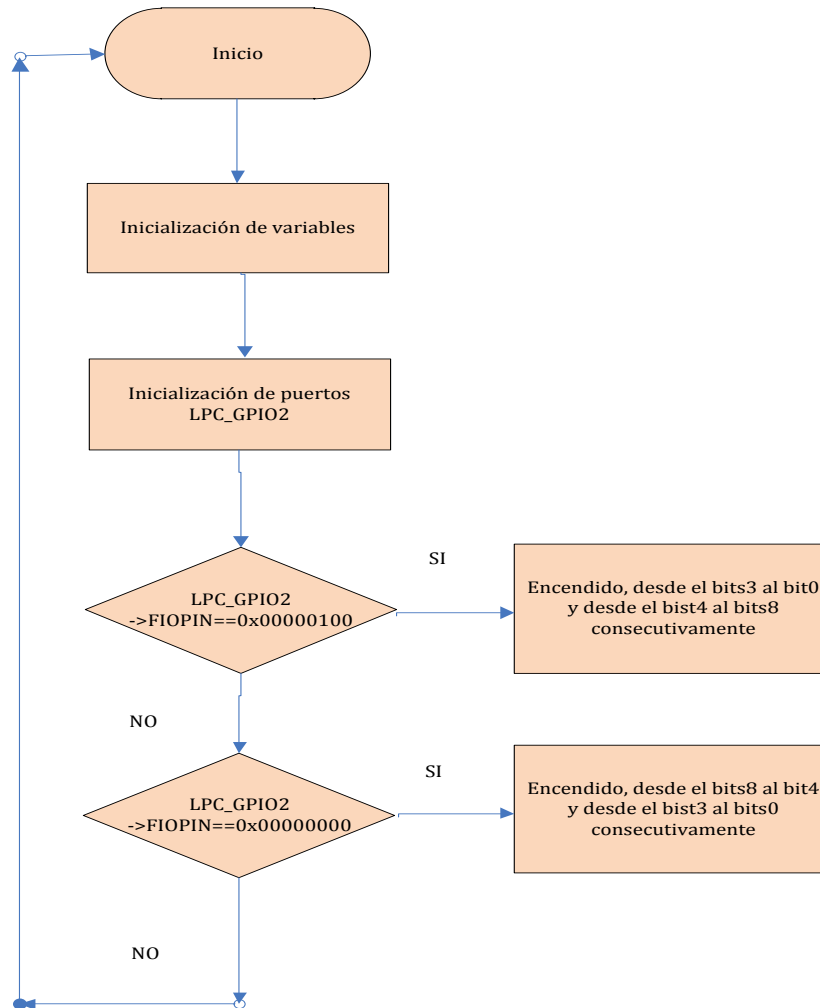 Inicio
Inicialización de variables
Inicialización de puertos
LPC_GPIO2
LPC_GPIO2
->FIOPIN==0x00000100
SI
Encendido, desde el bits3 al bit0
y desde el bist4 al bits8
consecutivamente
NO
LPC_GPIO2
->FIOPIN==0x00000000
SI
Encendido, desde el bits8 al bit4
y desde el bist3 al bits0
consecutivamente
NO